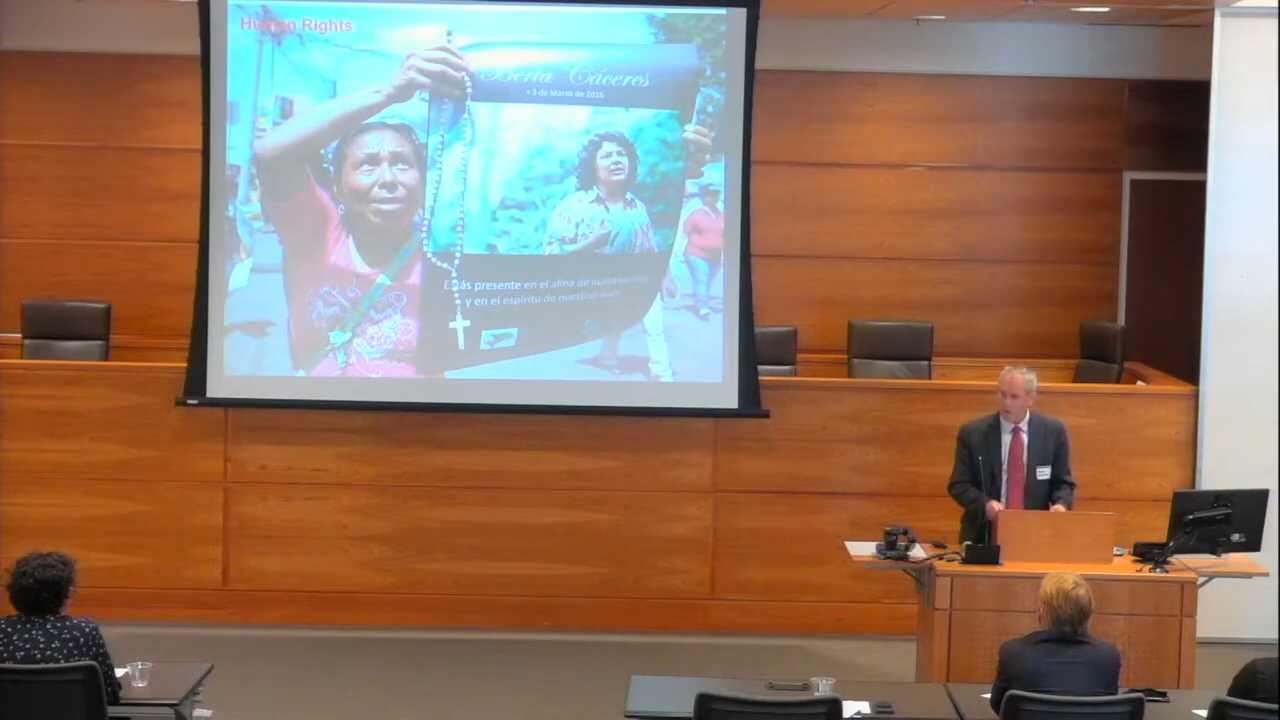 Human Rights
Berta Cáceres
• 3 de Marzo de 2016
Estás presente en el alma de
y en el espíritu de nuestras